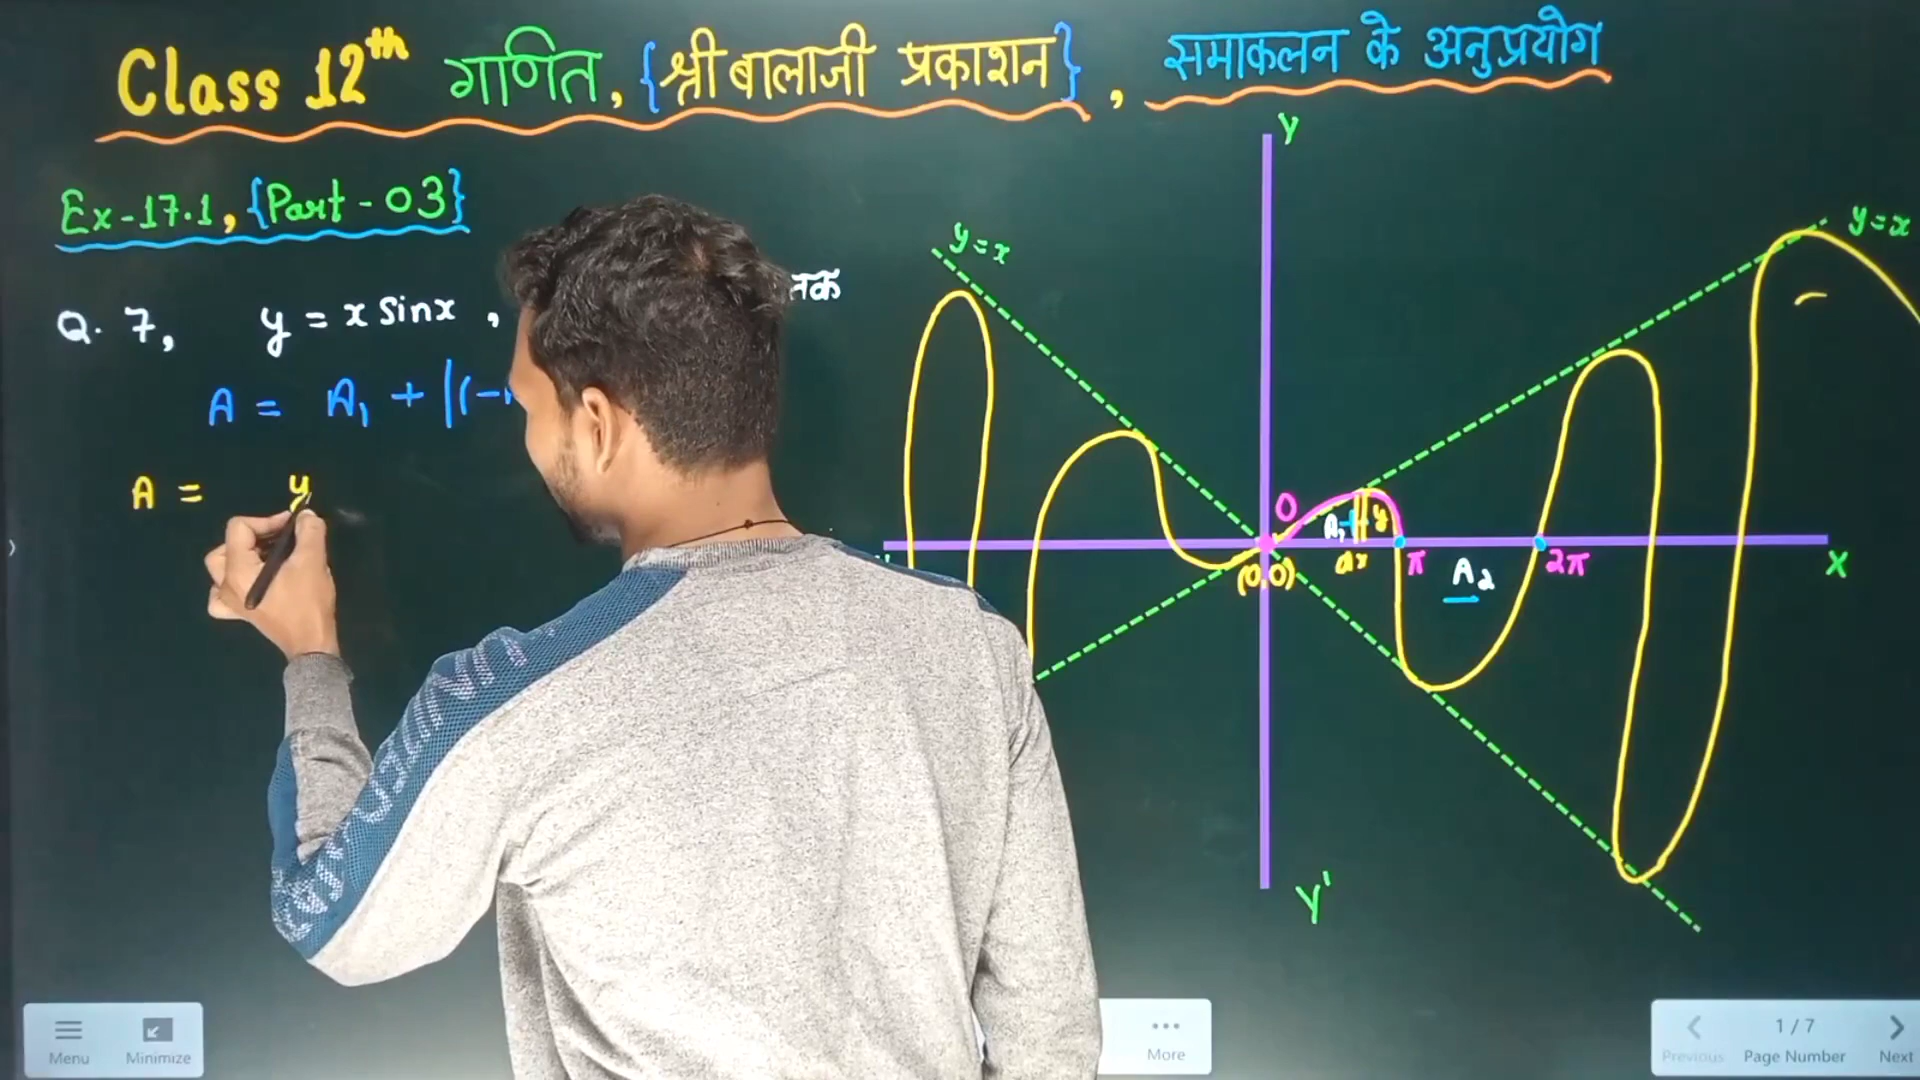 Class 12th गणित, {श्री बालाजी प्रकाशन}, समाकलन के अनुप्रयोग
Ex-17.1, {Part-03}
Q. 7, y = x sinx , तक
A = A₁ + |(-
A = y
Y
y=x
y=x
O
A₁
y
(0,0)
dx
π
A₂
2π
X
Y'
Menu
Minimize
More
1 / 7
Previous
Page Number
Next